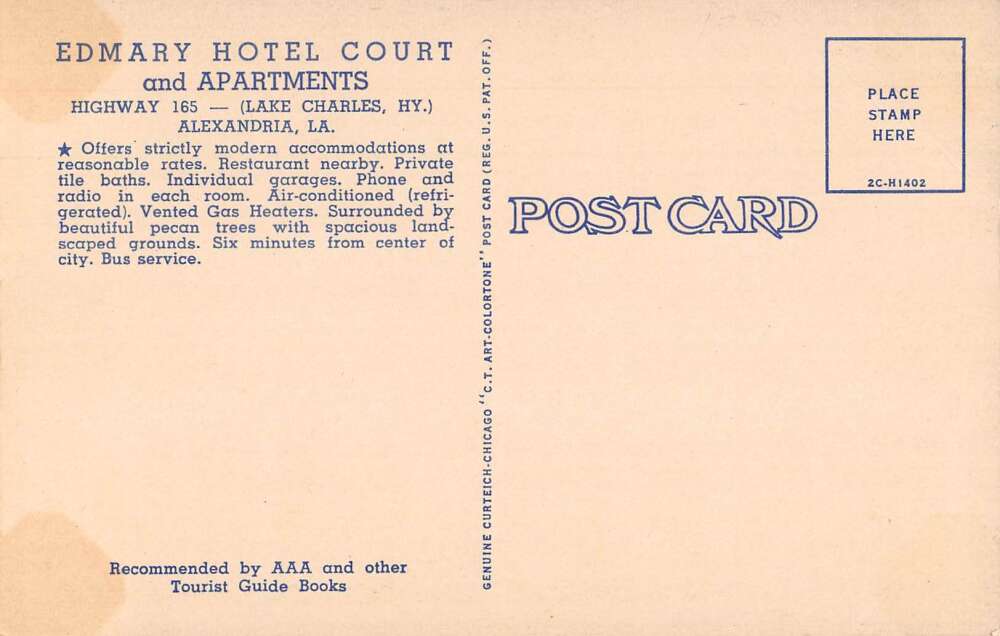 EDMARY HOTEL COURT
and APARTMENTS
HIGHWAY 165 — (LAKE CHARLES, HY.)
ALEXANDRIA, LA.
★ Offers strictly modern accommodations at
reasonable rates. Restaurant nearby. Private
tile baths. Individual garages. Phone and
radio in each room. Air-conditioned (refri-
gerated). Vented Gas Heaters. Surrounded by
beautiful pecan trees with spacious land-
scaped grounds. Six minutes from center of
city. Bus service.
Recommended by AAA and other
Tourist Guide Books
GENUINE CURTEICH-CHICAGO "C.T. ART-COLORTONE" POST CARD (REG. U.S. PAT. OFF.)
POST CARD
PLACE
STAMP
HERE
2C-H1402